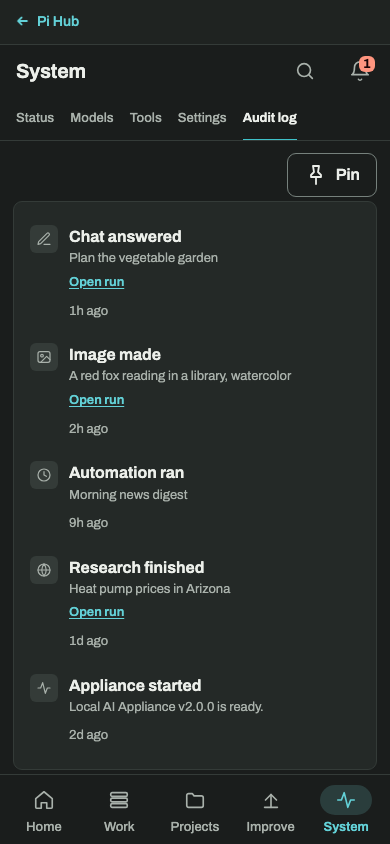 Pi Hub
System
1
Status Models Tools Settings Audit log
Pin
Chat answered
Plan the vegetable garden
Open run
1h ago
Image made
A red fox reading in a library, watercolor
Open run
2h ago
Automation ran
Morning news digest
9h ago
Research finished
Heat pump prices in Arizona
Open run
1d ago
Appliance started
Local AI Appliance v2.0.0 is ready.
2d ago
Home Work Projects Improve System